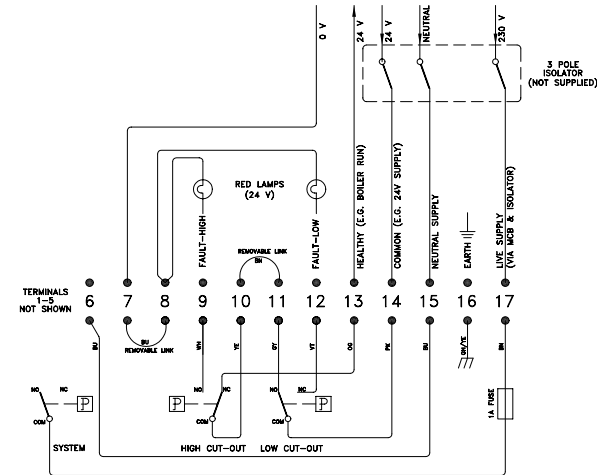 0 V
24 V
24 V
NEUTRAL
230 V
3 POLE
ISOLATOR
(NOT SUPPLIED)
RED LAMPS
(24 V)
FAULT-HIGH
FAULT-LOW
HEALTHY (E.G. BOILER RUN)
COMMON (E.G. 24V SUPPLY)
NEUTRAL SUPPLY
EARTH
LIVE SUPPLY
(VIA MCB & ISOLATOR)
REMOVABLE LINK
BN
TERMINALS
1-5
NOT SHOWN
6 7 8 9 10 11 12 13 14 15 16 17
BU
BU
REMOVABLE LINK
WH
YE
GY
VT
OG
PK
BU
GN/YE
BN
NO NC
P
COM
SYSTEM
P
NO NC
COM
HIGH CUT-OUT
NO NC
P
COM
LOW CUT-OUT
1A FUSE